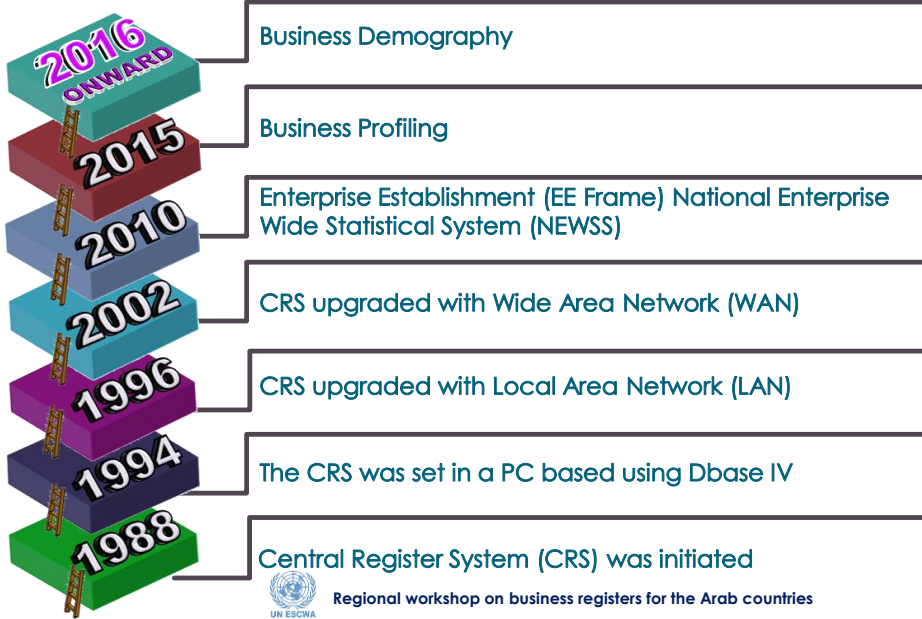 2016
ONWARD
Business Demography
2015
Business Profiling
2010
Enterprise Establishment (EE Frame) National Enterprise
Wide Statistical System (NEWSS)
2002
CRS upgraded with Wide Area Network (WAN)
1996
CRS upgraded with Local Area Network (LAN)
1994
The CRS was set in a PC based using Dbase IV
1988
Central Register System (CRS) was initiated
UN ESCWA
Regional workshop on business registers for the Arab countries